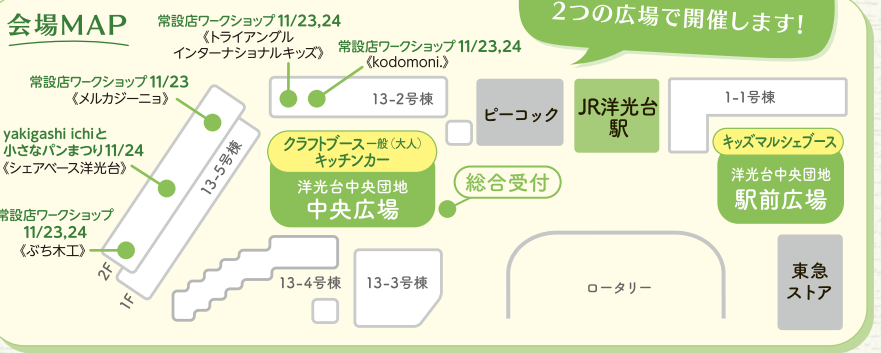 会場MAP
2つの広場で開催します!
常設店ワークショップ 11/23,24
《トライアングル
インターナショナルキッズ》
常設店ワークショップ 11/23,24
《kodomoni.》
常設店ワークショップ 11/23
《メルカジーニョ》
yakigashi ichiと
小さなパンまつり 11/24
《シェアベース洋光台》
常設店ワークショップ
11/23,24
《ぶち木工》
2F
1F
13-5号棟
13-2号棟
クラフトブース一般(大人)
キッチンカー
洋光台中央団地
中央広場
総合受付
ピーコック
JR洋光台
駅
1-1号棟
キッズマルシェブース
洋光台中央団地
駅前広場
13-4号棟
13-3号棟
ロータリー
東急
ストア